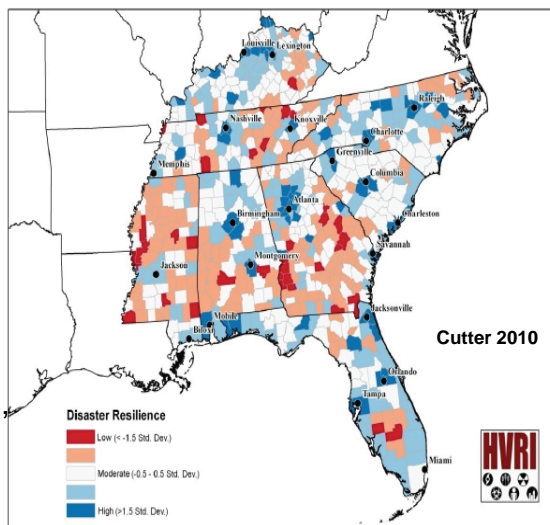 Louisville
Lexington
Nashville
Knoxville
Raleigh
Charlotte
Greenville
Memphis
Columbia
Atlanta
Birmingham
Charleston
Savannah
Montgomery
Jackson
Jacksonville
Mobile
Biloxi
Cutter 2010
Orlando
Tampa
Disaster Resilience
Low (< -1.5 Std. Dev.)
Moderate (-0.5 - 0.5 Std. Dev.)
High (>1.5 Std. Dev.)
Miami
HVRI